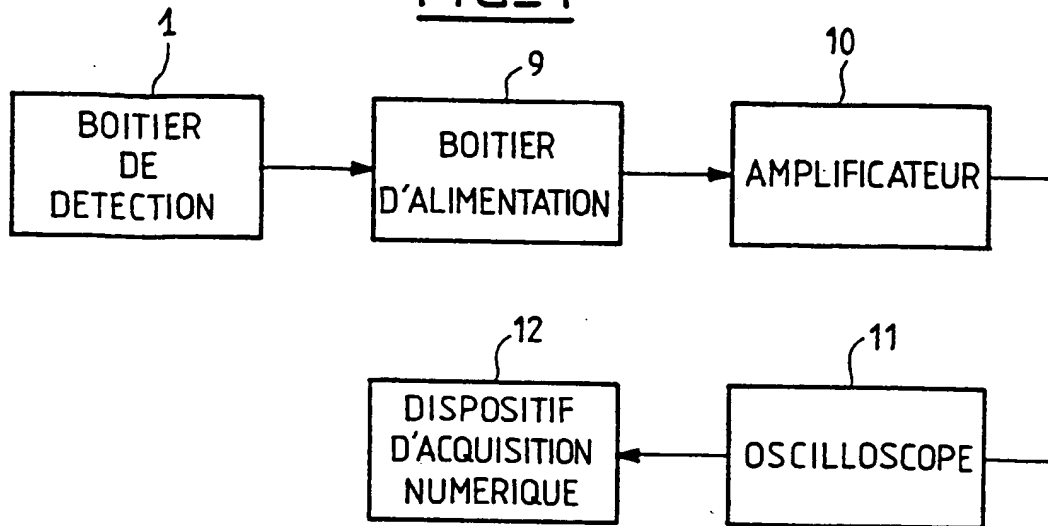 1
9
10
BOITIER
DE
DETECTION
BOITIER
D'ALIMENTATION
AMPLIFICATEUR
12
11
DISPOSITIF
D'ACQUISITION
NUMERIQUE
OSCILLOSCOPE